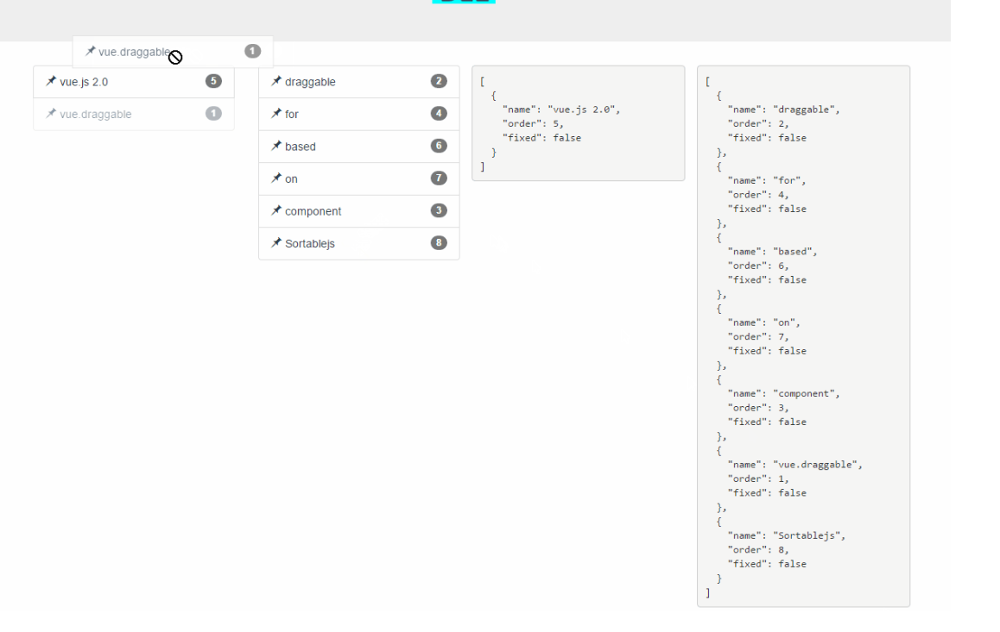 vue.draggable 1
vue.js 2.0 5
vue.draggable 1
draggable 2
for 4
based 6
on 7
component 3
Sortablejs 8
[
{
"name": "vue.js 2.0",
"order": 5,
"fixed": false
}
]
[
{
"name": "draggable",
"order": 2,
"fixed": false
},
{
"name": "for",
"order": 4,
"fixed": false
},
{
"name": "based",
"order": 6,
"fixed": false
},
{
"name": "on",
"order": 7,
"fixed": false
},
{
"name": "component",
"order": 3,
"fixed": false
},
{
"name": "vue.draggable",
"order": 1,
"fixed": false
},
{
"name": "Sortablejs",
"order": 8,
"fixed": false
}
]